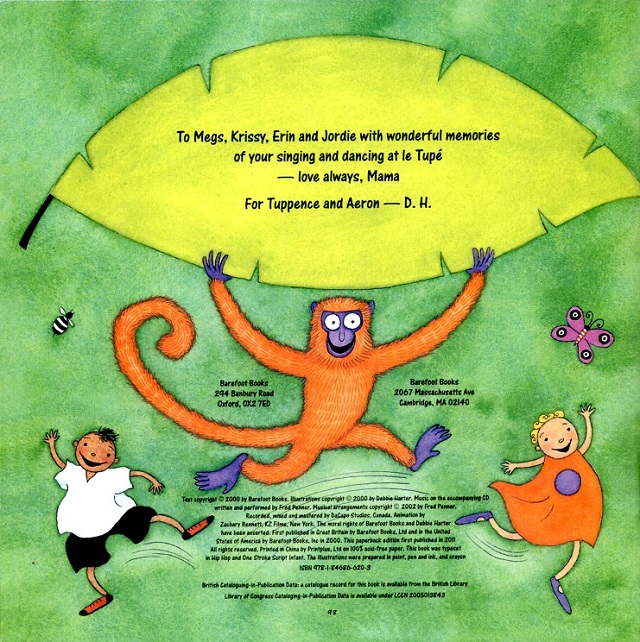 To Megs, Krissy, Erin and Jordie with wonderful memories
of your singing and dancing at le Tupé
— love always, Mama
For Tuppence and Aeron — D. H.
Barefoot Books
294 Banbury Road
Oxford, OX2 7ED
Barefoot Books
2067 Massachusetts Ave
Cambridge, MA 02140
Text copyright © 2000 by Barefoot Books. Illustrations copyright © 2000 by Debbie Harter. Music on the accompanying CD
written and performed by Fred Penner. Musical arrangements copyright © 2002 by Fred Penner.
Recorded, mixed and mastered by DaCapo Studios, Canada. Animation by
Zachary Bennett, KZ Films, New York. The moral rights of Barefoot Books and Debbie Harter
have been asserted. First published in Great Britain by Barefoot Books, Ltd and in the United
States of America by Barefoot Books, Inc in 2000. This paperback edition first published in 2011
All rights reserved. Printed in China by Printplus, Ltd on 100% acid-free paper. This book was typeset
in Hip Hop and One Stroke Script Infant. The illustrations were prepared in paint, pen and ink, and crayon
ISBN 978-1-84686-620-3
British Cataloguing-in-Publication Data: a catalogue record for this book is available from the British Library
Library of Congress Cataloging-in-Publication Data is available under LCCN 2005013843
98